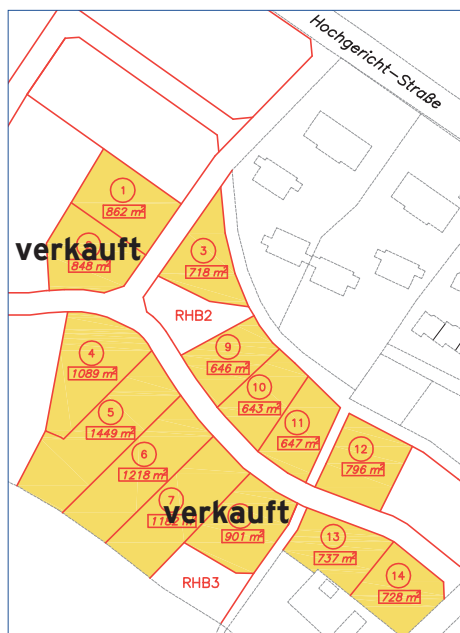 Hochgericht-Straße
1
862 m²
verkauft
848 m²
3
718 m²
RHB2
4
1089 m²
9
646 m²
10
643 m²
5
1449 m²
11
647 m²
6
1218 m²
12
796 m²
7
verkauft
901 m²
13
737 m²
14
728 m²
RHB3